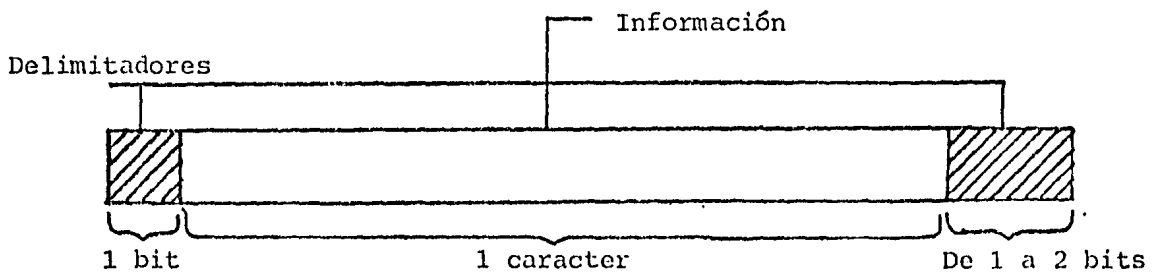 Información
Delimitadores
1 bit
1 caracter
De 1 a 2 bits